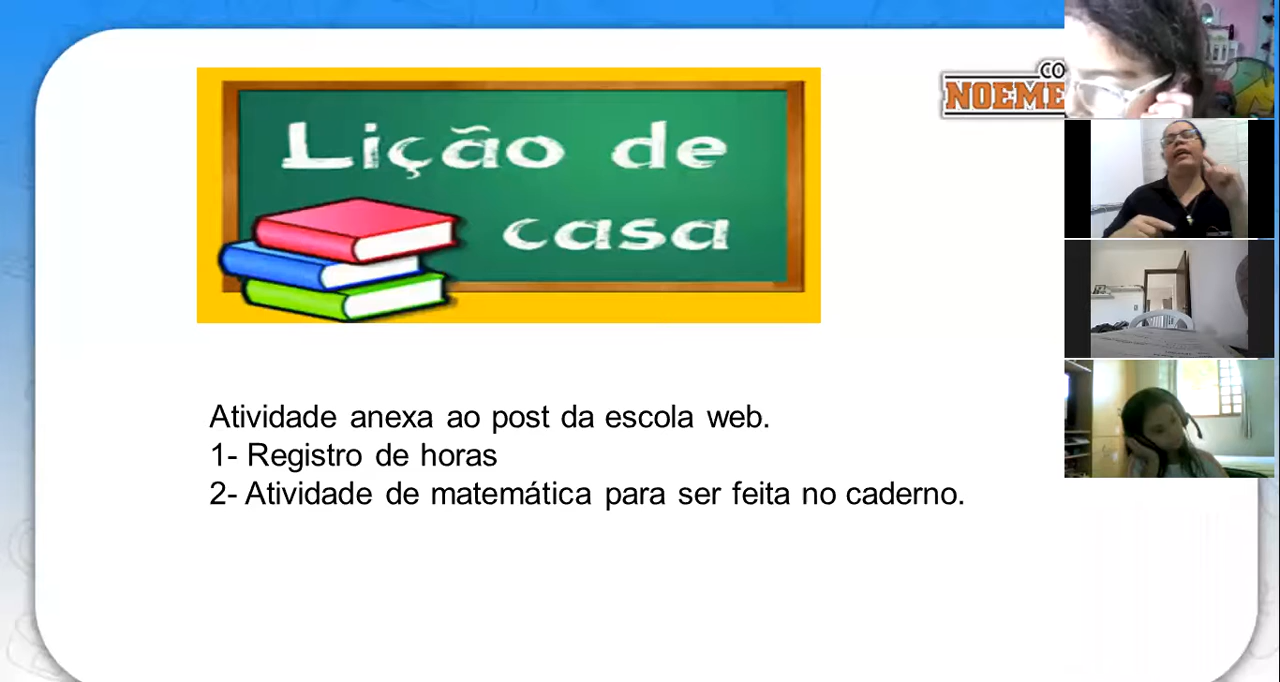 Lição de
casa
CO
NOEME
Atividade anexa ao post da escola web.
1- Registro de horas
2- Atividade de matemática para ser feita no caderno.